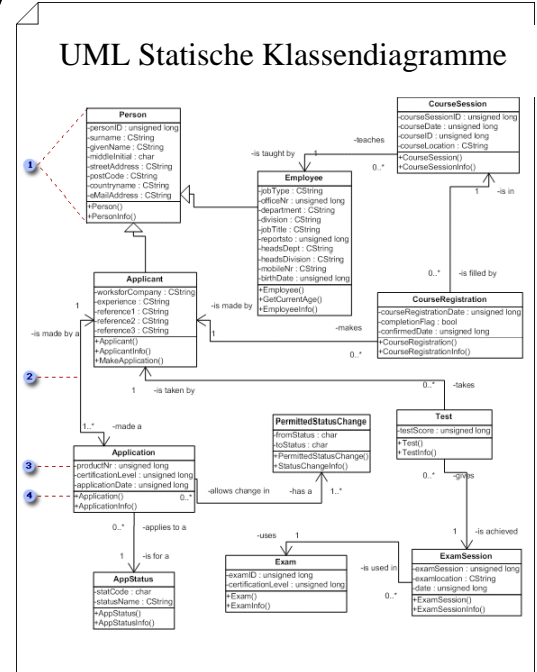 UML Statische Klassendiagramme
CourseSession
-courseSessionID : unsigned long
-courseDate : unsigned long
-courseID : unsigned long
-courseLocation : CString
+CourseSession()
+CourseSessionInfo()
Person
-personID : unsigned long
-surname : CString
-givenName : CString
-middleInitial : char
-streetAddress : CString
-postCode : CString
-countryname : CString
-eMailAddress : CString
+Person()
+PersonInfo()
1
-teaches
-is taught by
1
0..*
Employee
-jobType : CString
-officeNr : unsigned long
-department : CString
-division : CString
-jobTitle : CString
-reportsto : unsigned long
-headsDept : CString
-headsDivision : CString
-mobileNr : CString
-birthDate : unsigned long
+Employee()
+GetCurrentAge()
+EmployeeInfo()
1
-is in
0..*
-is filled by
Applicant
-worksforCompany : CString
-experience : CString
-reference1 : CString
-reference2 : CString
-reference3 : CString
+Applicant()
+ApplicantInfo()
+MakeApplication()
1
-is made by a
1
-is made by
CourseRegistration
-courseRegistrationDate : unsigned long
-completionFlag : bool
-confirmedDate : unsigned long
+CourseRegistration()
+CourseRegistrationInfo()
-makes
0..*
2
1
-is taken by
0..*
-takes
Test
-testScore : unsigned long
+Test()
+TestInfo()
1..*
-made a
PermittedStatusChange
-fromStatus : char
-toStatus : char
+PermittedStatusChange()
+StatusChangeInfo()
Application
-productNr : unsigned long
-certificationLevel : unsigned long
-applicationDate : unsigned long
+Application()
+ApplicationInfo()
3
4
0..*
-allows change in
-has a
1..*
0..*
-gives
0..*
-applies to a
1
-is for a
-uses
1
1
-is achieved
AppStatus
-statCode : char
-statusName : CString
+AppStatus()
+AppStatusInfo()
Exam
-examID : unsigned long
-certificationLevel : unsigned long
+Exam()
+ExamInfo()
-is used in
0..*
ExamSession
-examSession : unsigned long
-examlocation : CString
-date : unsigned long
+ExamSession()
+ExamSessionInfo()